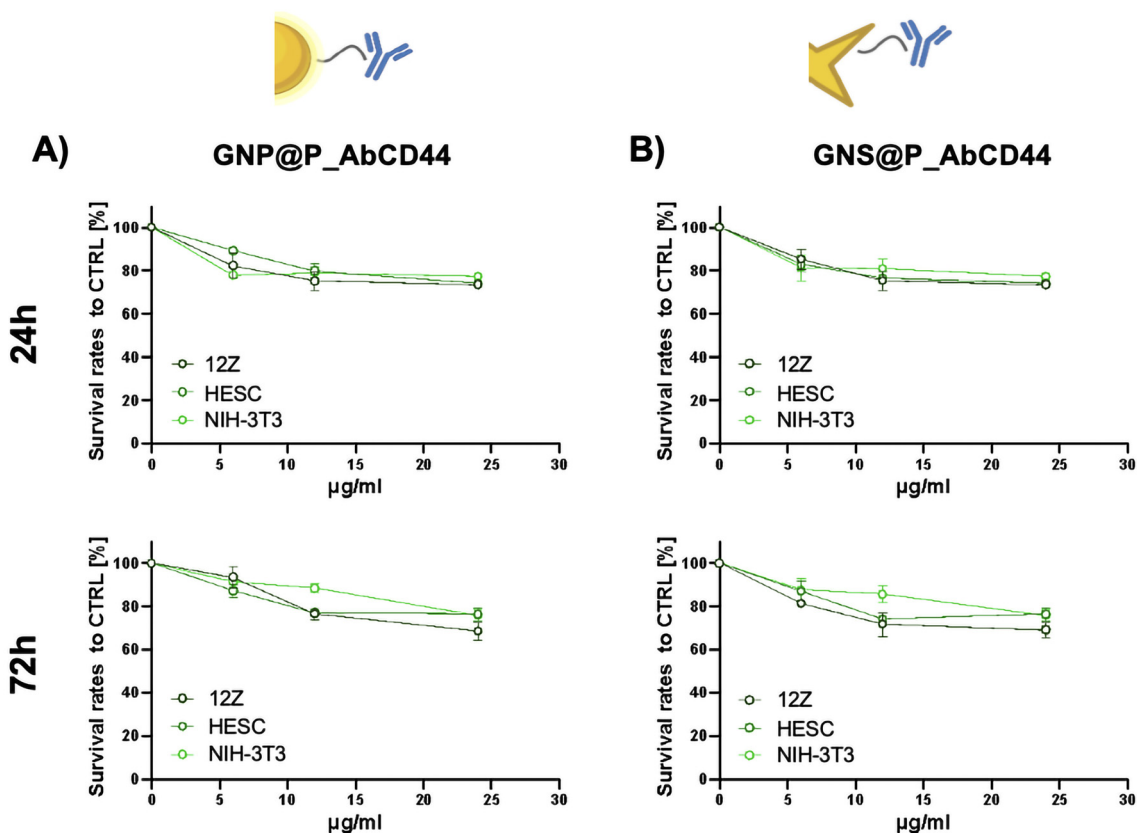 A)
GNP@P_AbCD44
B)
GNS@P_AbCD44
24h
Survival rates to CTRL [%]
100
80
60
40
20
0
12Z
HESC
NIH-3T3
0 5 10 15 20 25 30
µg/ml
Survival rates to CTRL [%]
100
80
60
40
20
0
12Z
HESC
NIH-3T3
0 5 10 15 20 25 30
µg/ml
72h
Survival rates to CTRL [%]
100
80
60
40
20
0
12Z
HESC
NIH-3T3
0 5 10 15 20 25 30
µg/ml
Survival rates to CTRL [%]
100
80
60
40
20
0
12Z
HESC
NIH-3T3
0 5 10 15 20 25 30
µg/ml